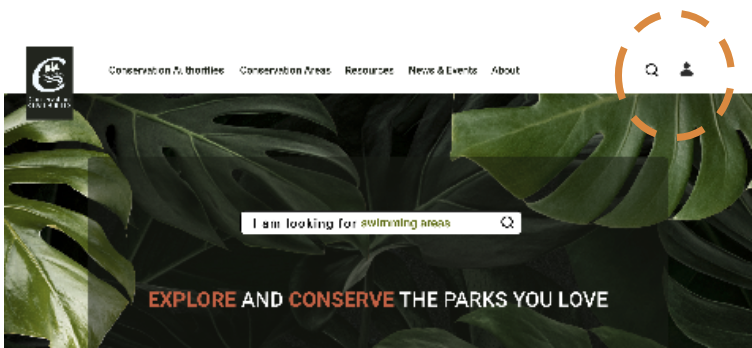 Conservation Authorities Conservation Areas Resources News & Events About
I am looking for swimming areas
EXPLORE AND CONSERVE THE PARKS YOU LOVE